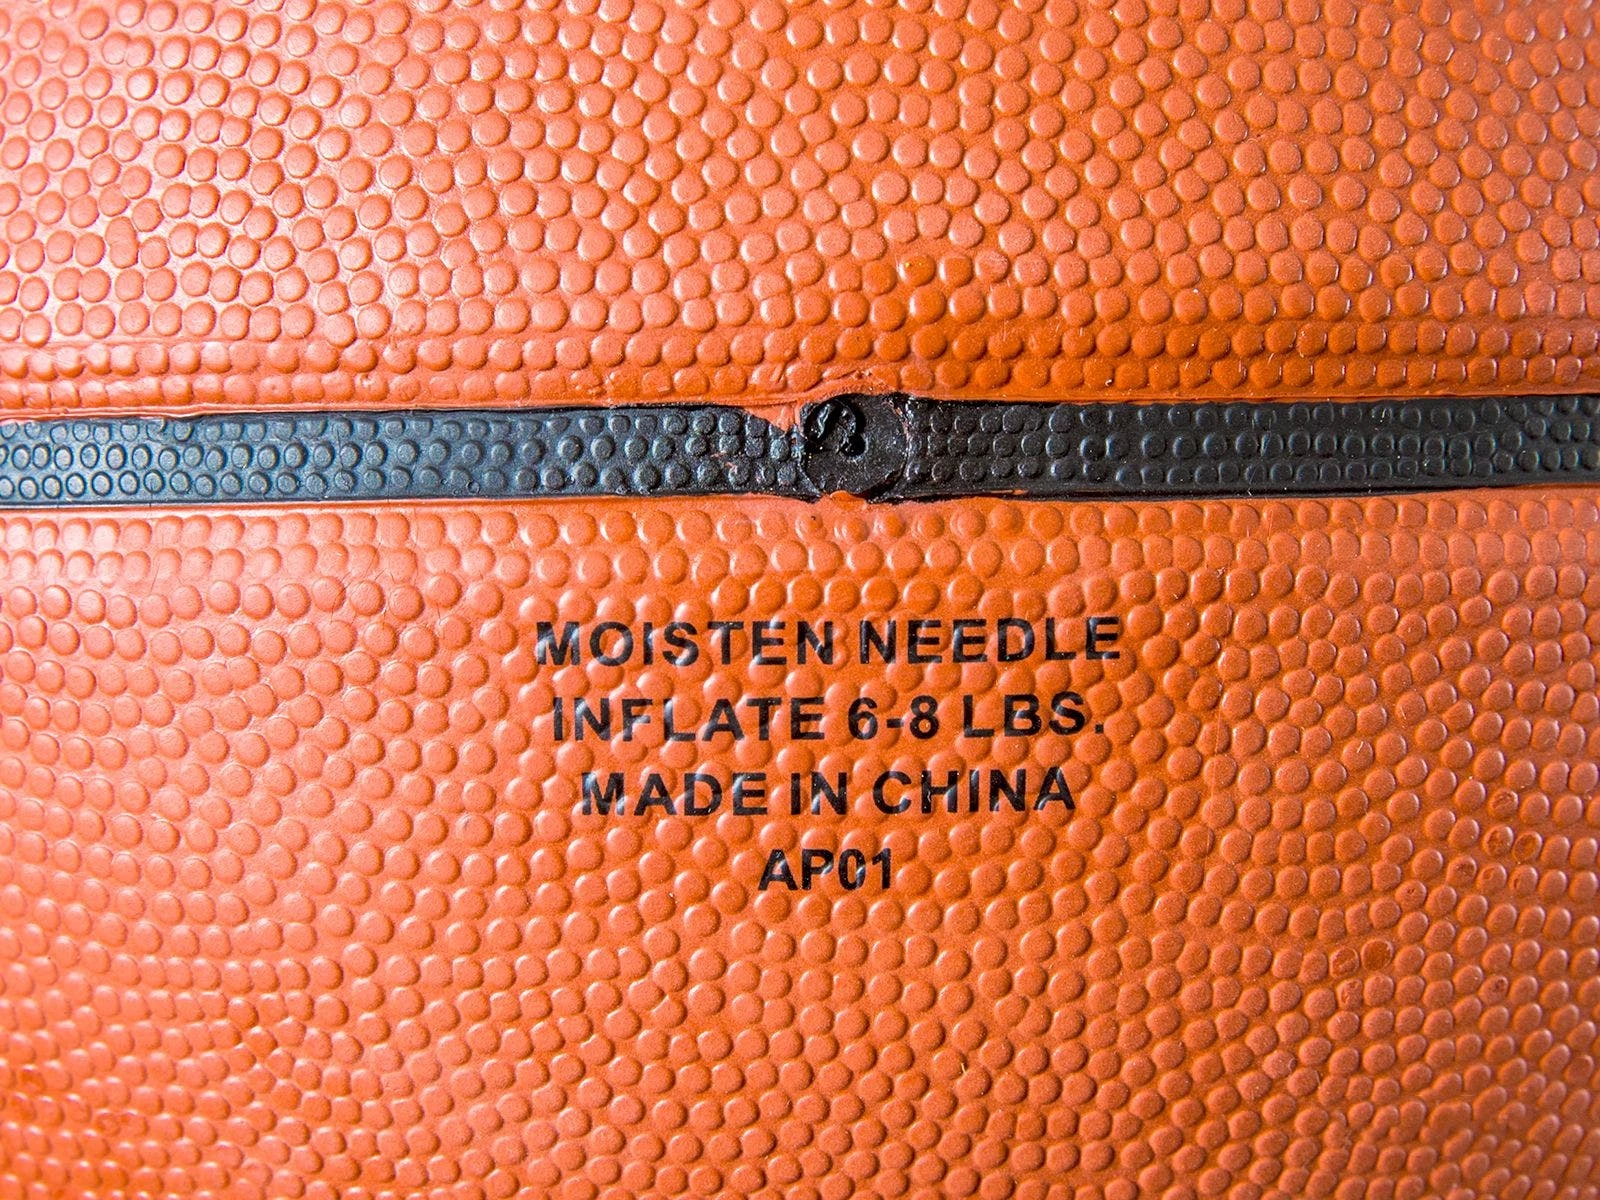 MOISTEN NEEDLE
INFLATE 6-8 LBS.
MADE IN CHINA
AP01